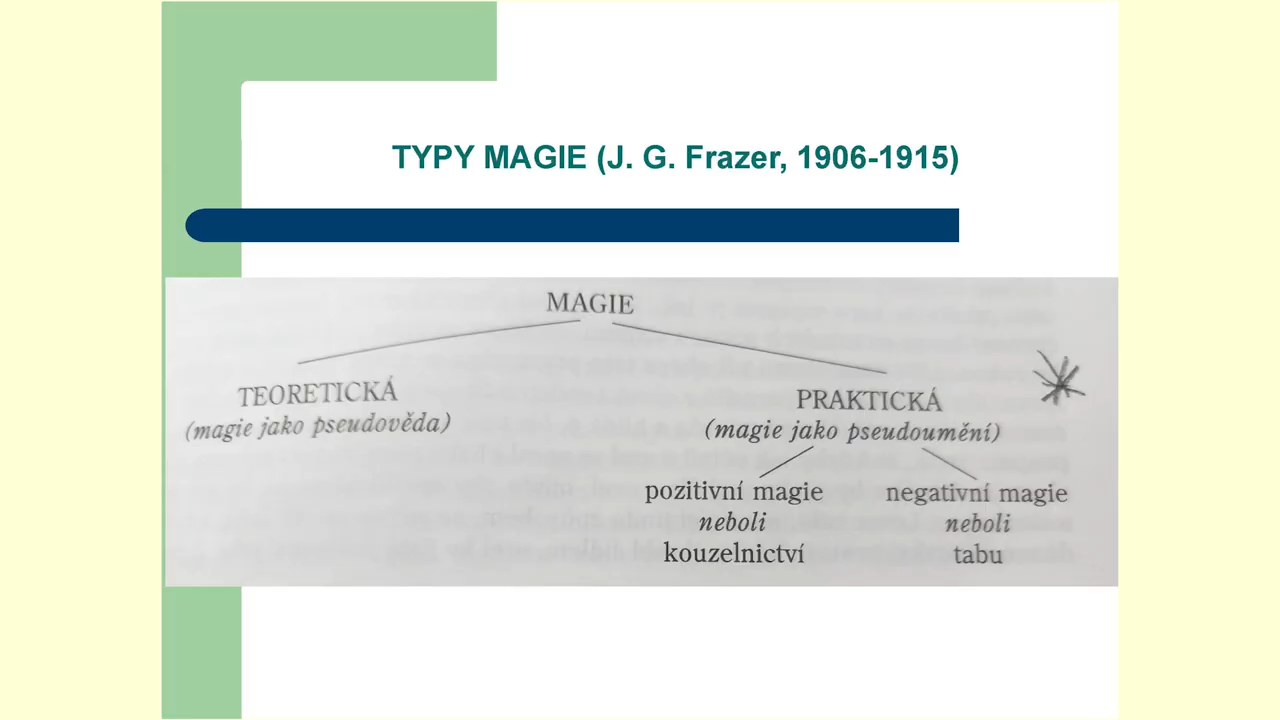 TYPY MAGIE (J. G. Frazer, 1906-1915)
MAGIE
TEORETICKÁ
(magie jako pseudověda)
PRAKTICKÁ
(magie jako pseudoumění)
pozitivní magie
neboli
kouzelnictví
negativní magie
neboli
tabu